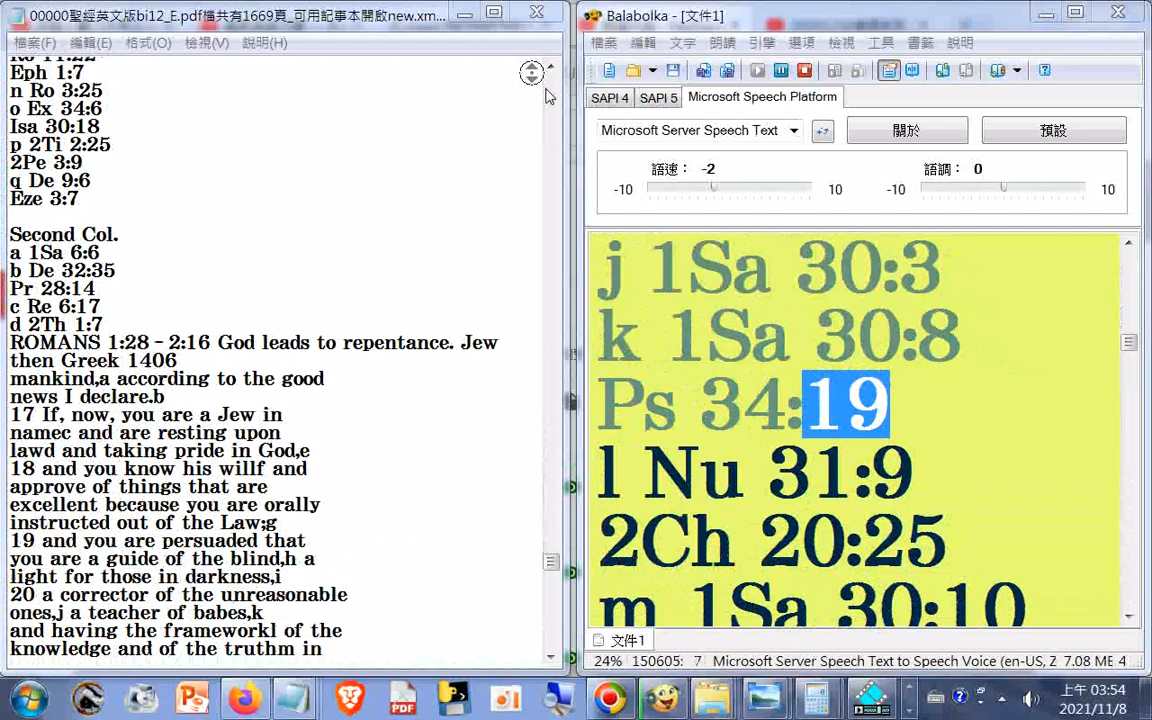 00000聖經英文版bi12_E.pdf檔共有1669頁_可用記事本開啟new.xm...
檔案(F) 編輯(E) 格式(O) 檢視(V) 說明(H)
Eph 1:7
n Ro 3:25
o Ex 34:6
Isa 30:18
p 2Ti 2:25
2Pe 3:9
q De 9:6
Eze 3:7
Second Col.
a 1Sa 6:6
b De 32:35
Pr 28:14
c Re 6:17
d 2Th 1:7
ROMANS 1:28 - 2:16 God leads to repentance. Jew
then Greek 1406
mankind,a according to the good
news I declare.b
17 If, now, you are a Jew in
namec and are resting upon
lawd and taking pride in God,e
18 and you know his willf and
approve of things that are
excellent because you are orally
instructed out of the Law;g
19 and you are persuaded that
you are a guide of the blind,h a
light for those in darkness,i
20 a corrector of the unreasonable
ones,j a teacher of babes,k
and having the frameworkl of the
knowledge and of the truthm in
Balabolka - [文件1]
檔案 編輯 文字 朗讀 引擎 選項 檢視 工具 書籤 說明
SAPI 4 SAPI 5 Microsoft Speech Platform
Microsoft Server Speech Text 關於 預設
語速： -2 語調： 0
-10 10 -10 10
j 1Sa 30:3
k 1Sa 30:8
Ps 34:19
l Nu 31:9
2Ch 20:25
m 1Sa 30:10
文件1
24% 150605: 7 Microsoft Server Speech Text to Speech Voice (en-US, Z 7.08 MB 4
PDF
上午 03:54
2021/11/8